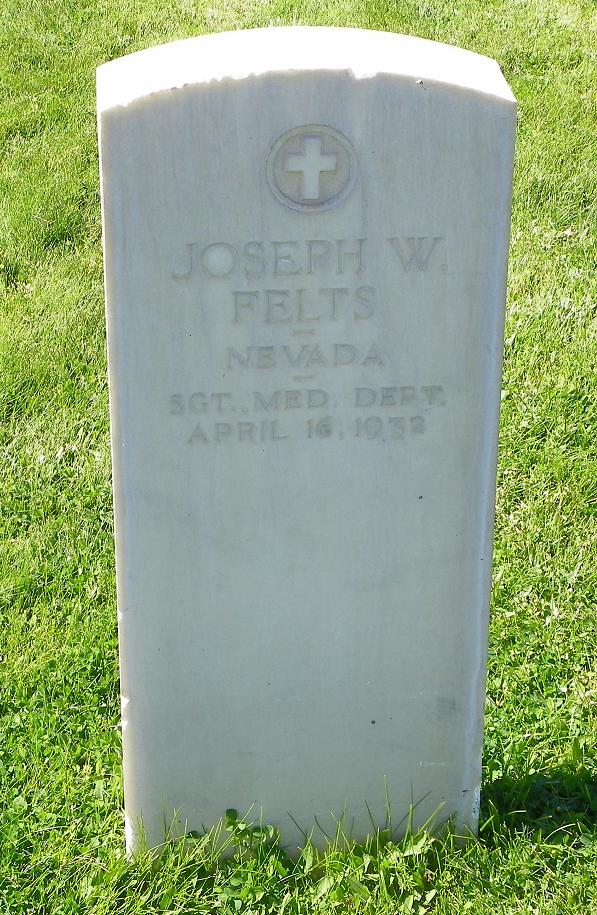 JOSEPH W.
FELTS
NEVADA
SGT., MED. DEPT.
APRIL 16, 1932